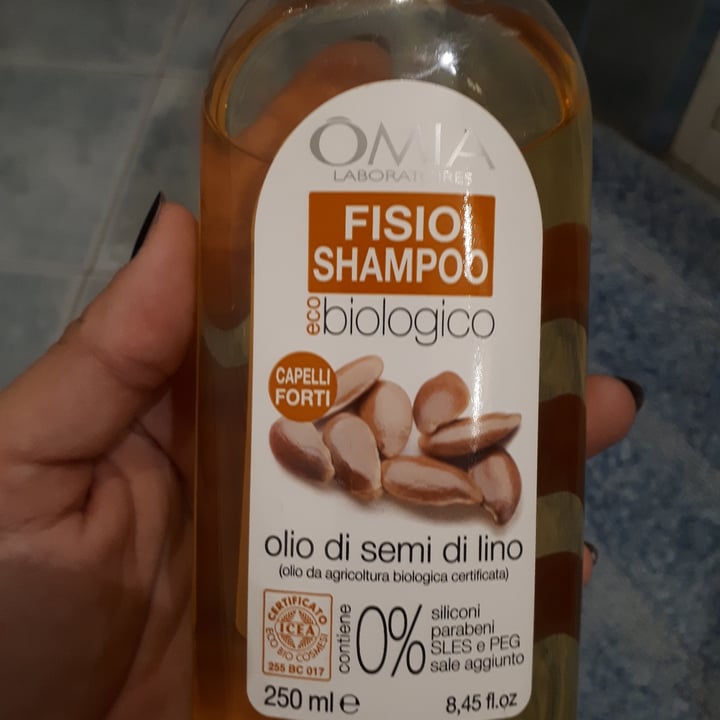 ÔMIA
LABORATOIRES
FISIO
SHAMPOO
eco biologico
CAPELLI
FORTI
olio di semi di lino
(olio da agricoltura biologica certificata)
CERTIFICATO
ICEA
ECO BIO COSMESI
255 BC 017
contiene
0%
siliconi
parabeni
SLES e PEG
sale aggiunto
250 ml e
8,45 fl.oz